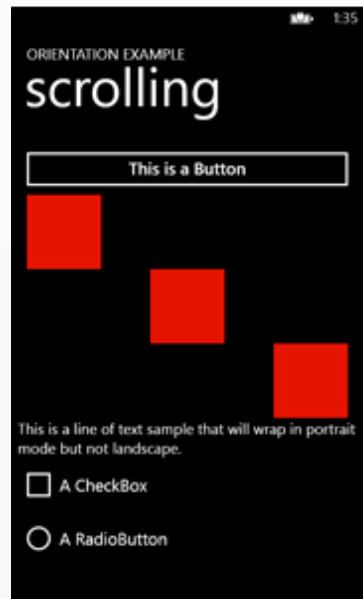 1:35
ORIENTATION EXAMPLE
scrolling
This is a Button
This is a line of text sample that will wrap in portrait
mode but not landscape.
A CheckBox
A RadioButton